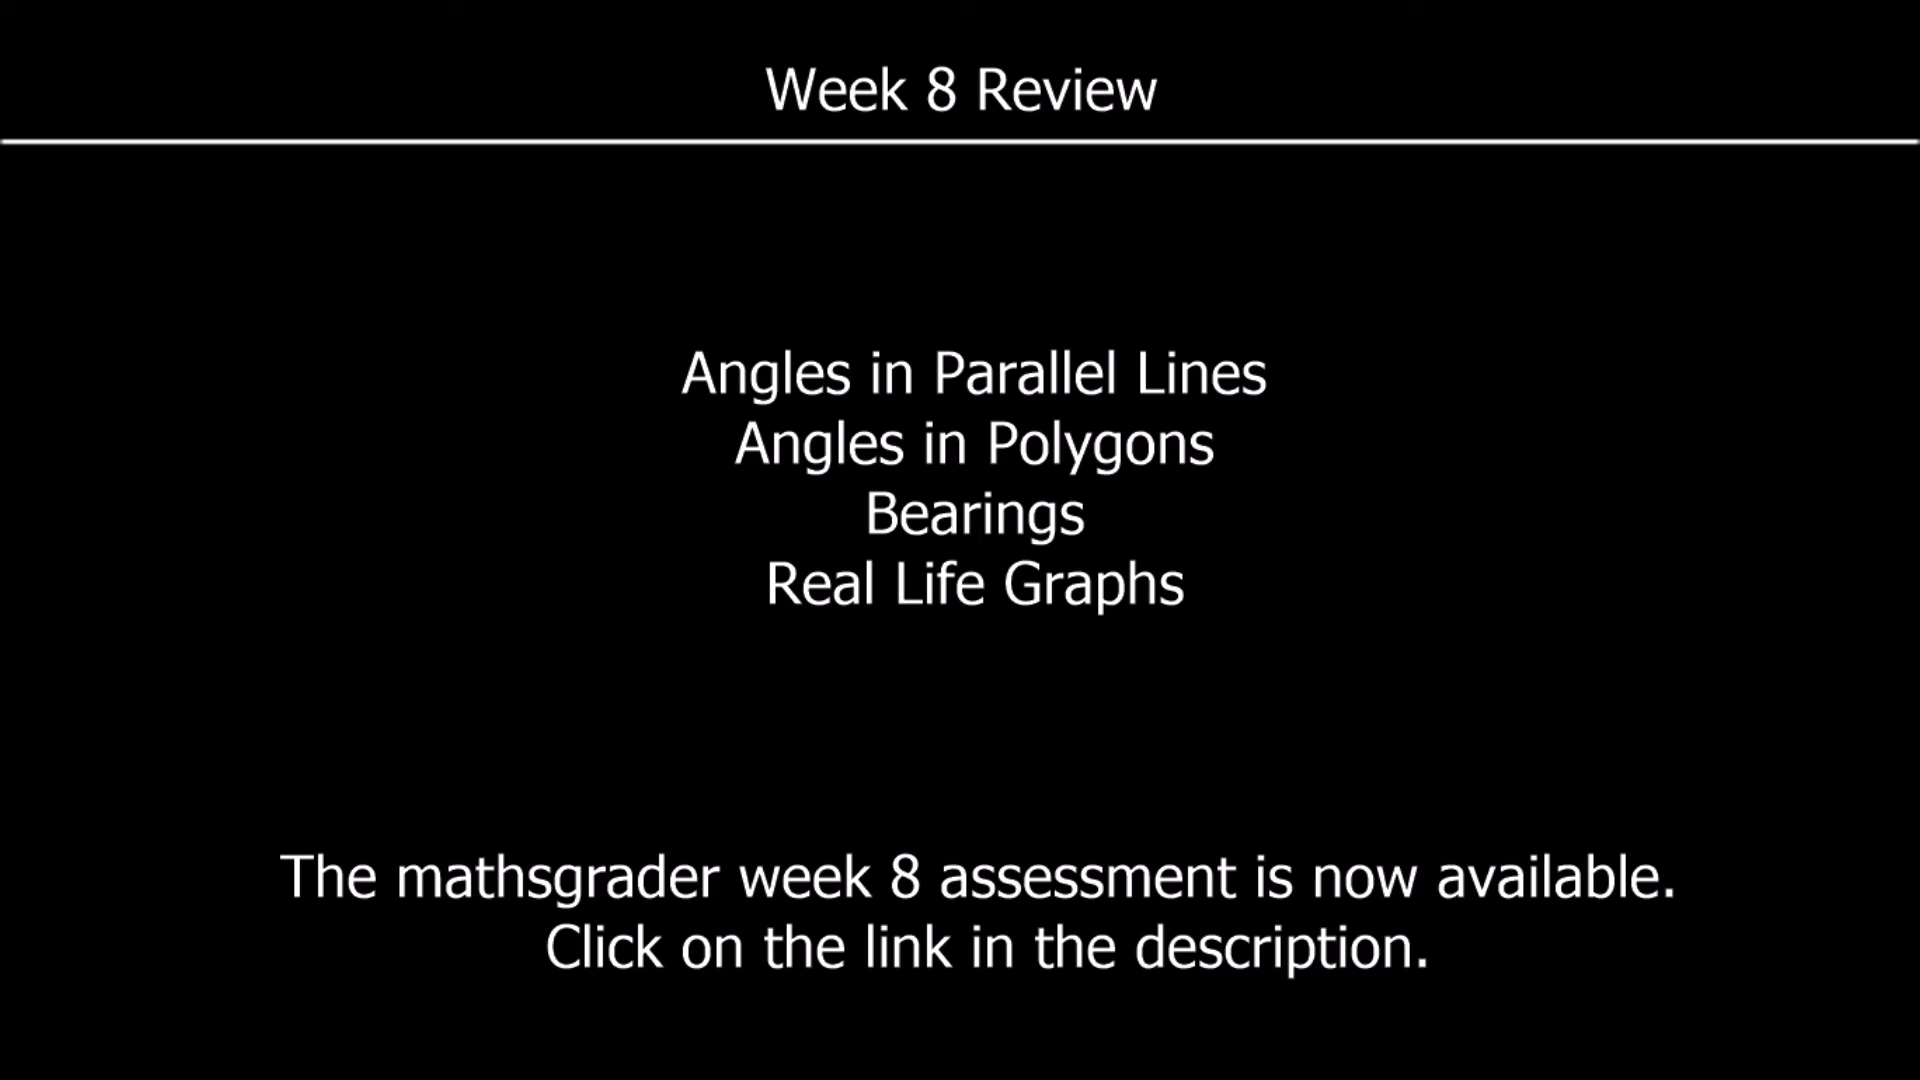 Week 8 Review
Angles in Parallel Lines
Angles in Polygons
Bearings
Real Life Graphs
The mathsgrader week 8 assessment is now available.
Click on the link in the description.